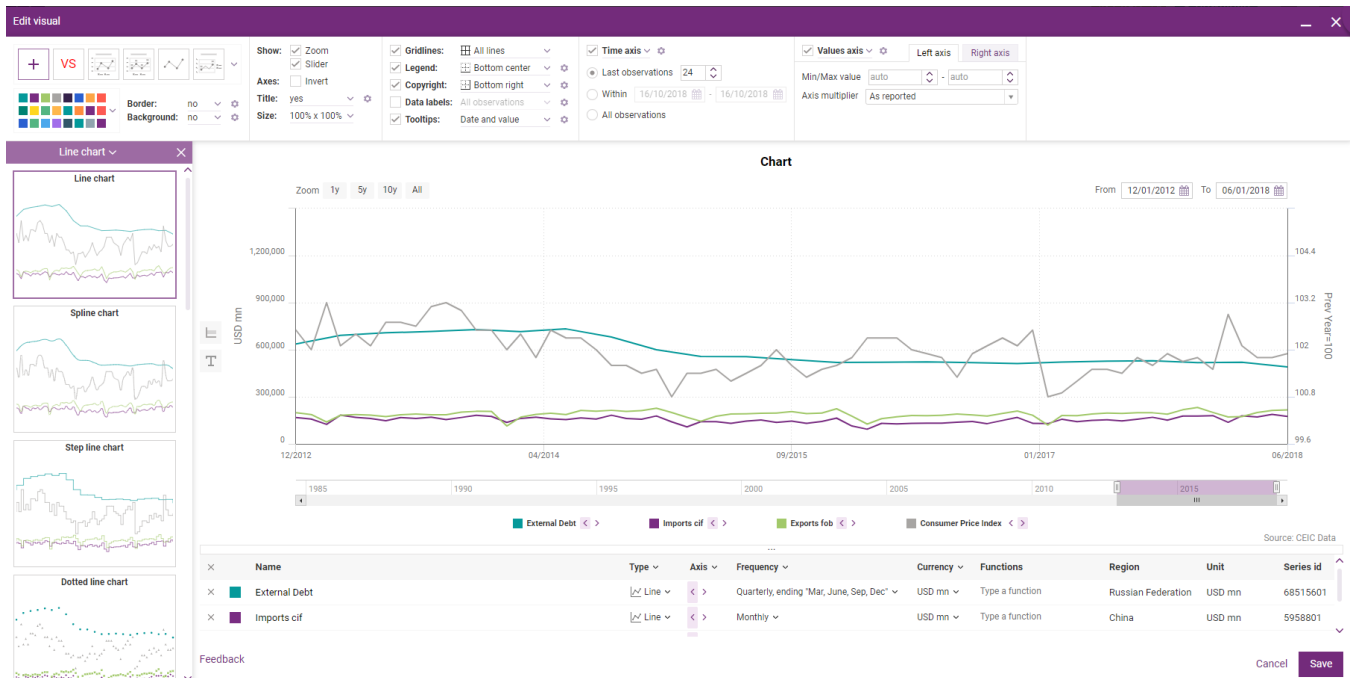 Edit visual
VS
Show: Zoom
Slider
Axes: Invert
Title: yes
Size: 100% x 100%
Border: no
Background: no
Gridlines: All lines
Legend: Bottom center
Copyright: Bottom right
Data labels: All observations
Tooltips: Date and value
Time axis
Last observations 24
Within 16/10/2018 - 16/10/2018
All observations
Values axis Left axis Right axis
Min/Max value auto - auto
Axis multiplier As reported
Line chart
Line chart
Spline chart
Step line chart
Dotted line chart
Chart
Zoom 1y 5y 10y All
From 12/01/2012 To 06/01/2018
USD mn
1,200,000
900,000
600,000
300,000
0
104.4
103.2
102
100.8
99.6
Prev Year=100
12/2012 04/2014 09/2015 01/2017 06/2018
1985 1990 1995 2000 2005 2010 2015
External Debt < > Imports cif < > Exports fob < > Consumer Price Index < >
Source: CEIC Data
Name Type Axis Frequency Currency Functions Region Unit Series id
External Debt Line < > Quarterly, ending "Mar, June, Sep, Dec" USD mn Type a function Russian Federation USD mn 68515601
Imports cif Line < > Monthly USD mn Type a function China USD mn 5958801
Feedback
Cancel Save